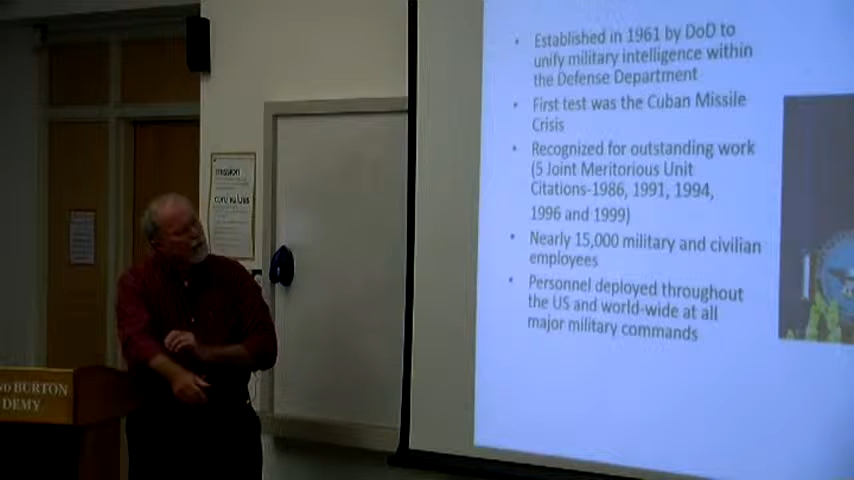 • Established in 1961 by DoD to
unify military intelligence within
the Defense Department
• First test was the Cuban Missile
Crisis
• Recognized for outstanding work
(5 Joint Meritorious Unit
Citations-1986, 1991, 1994,
1996 and 1999)
• Nearly 15,000 military and civilian
employees
• Personnel deployed throughout
the US and world-wide at all
major military commands
mission
core values
BURTON
DEMY